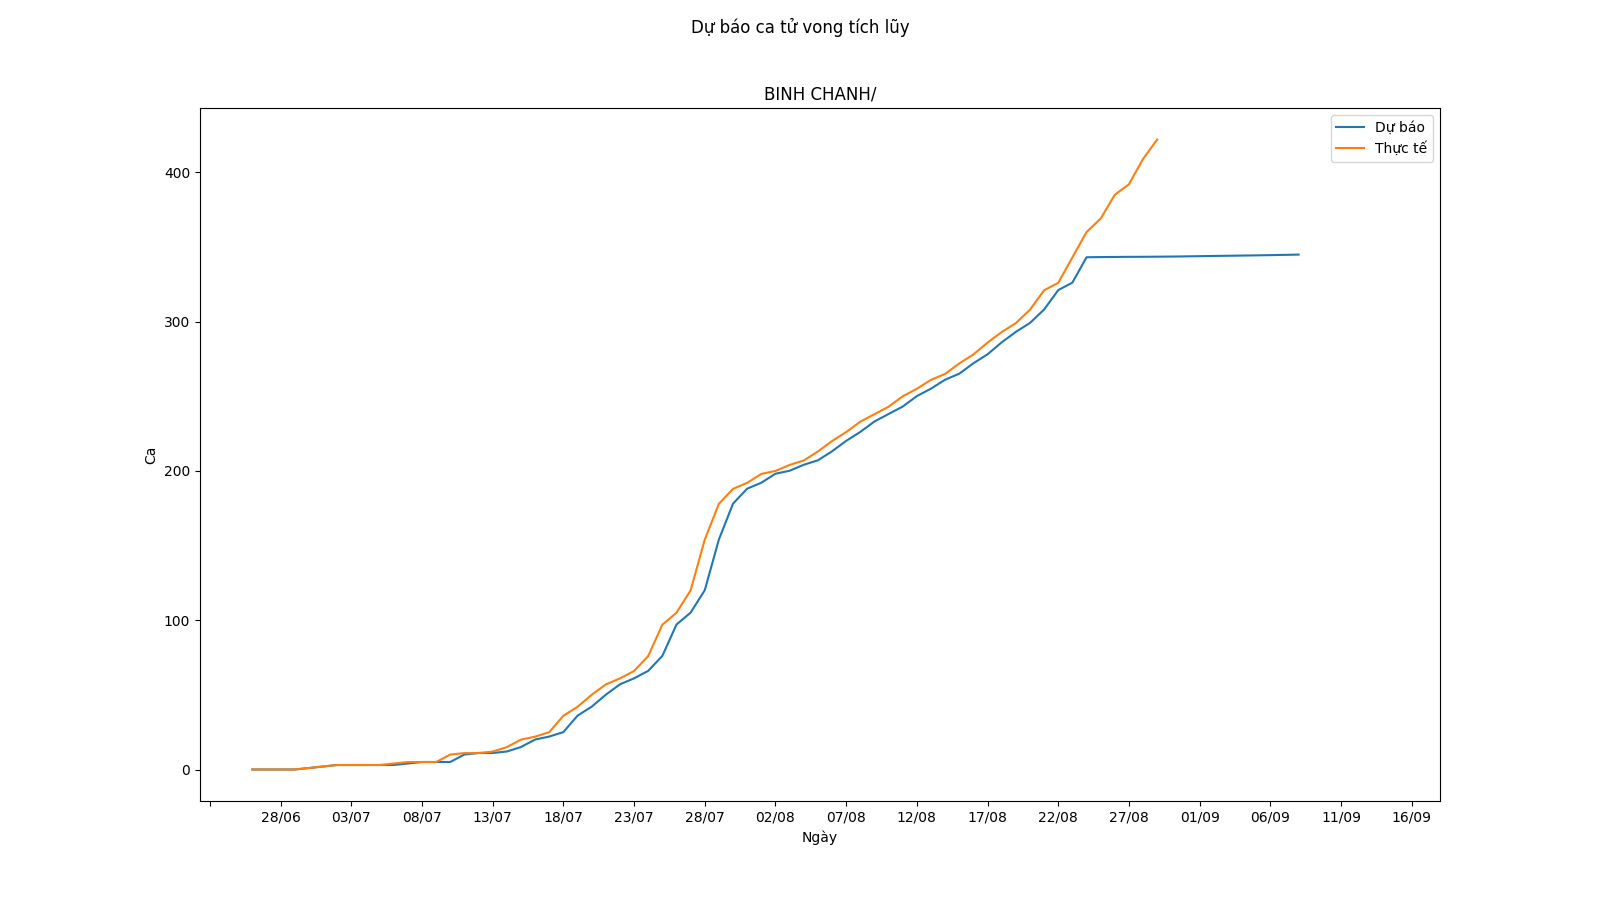 Dự báo ca tử vong tích lũy
BINH CHANH/
Dự báo
Thực tế
400
300
200
100
0
Ca
28/06 03/07 08/07 13/07 18/07 23/07 28/07 02/08 07/08 12/08 17/08 22/08 27/08 01/09 06/09 11/09 16/09
Ngày